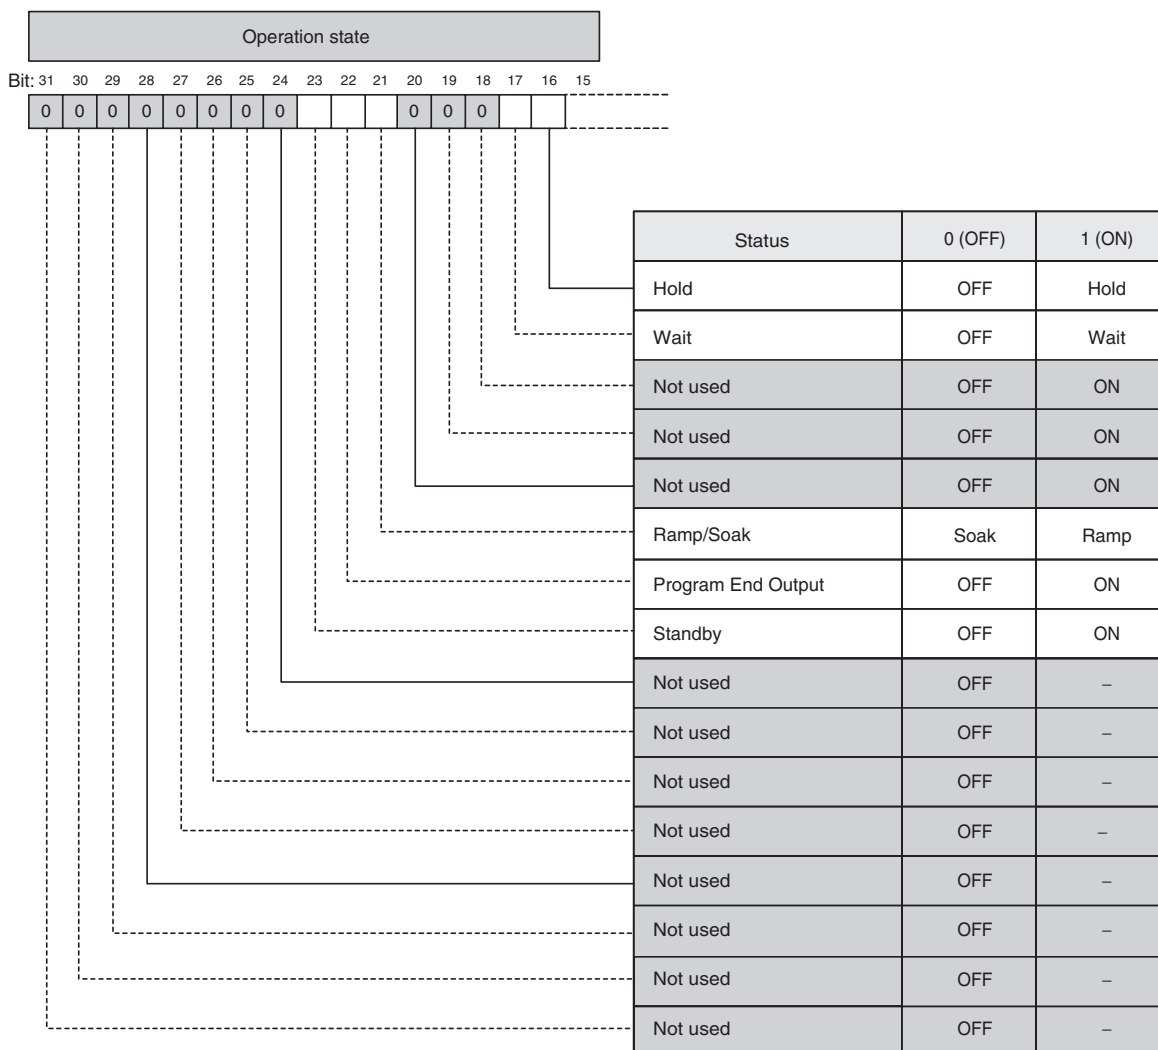 Operation state
Bit: 31 30 29 28 27 26 25 24 23 22 21 20 19 18 17 16 15
0 0 0 0 0 0 0 0 0 0 0
Status 0 (OFF) 1 (ON)
Hold OFF Hold
Wait OFF Wait
Not used OFF ON
Not used OFF ON
Not used OFF ON
Ramp/Soak Soak Ramp
Program End Output OFF ON
Standby OFF ON
Not used OFF –
Not used OFF –
Not used OFF –
Not used OFF –
Not used OFF –
Not used OFF –
Not used OFF –
Not used OFF –